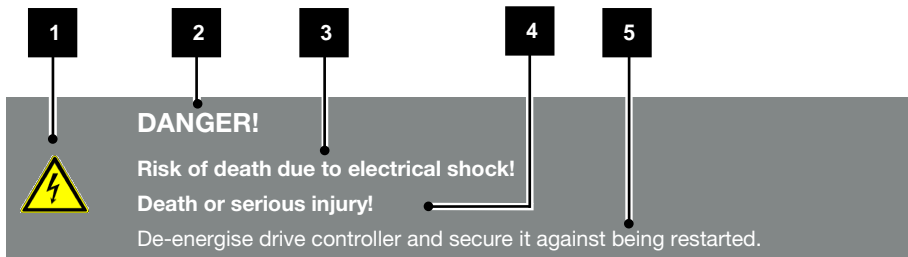 1 2 3 4 5
DANGER!
Risk of death due to electrical shock!
Death or serious injury!
De-energise drive controller and secure it against being restarted.